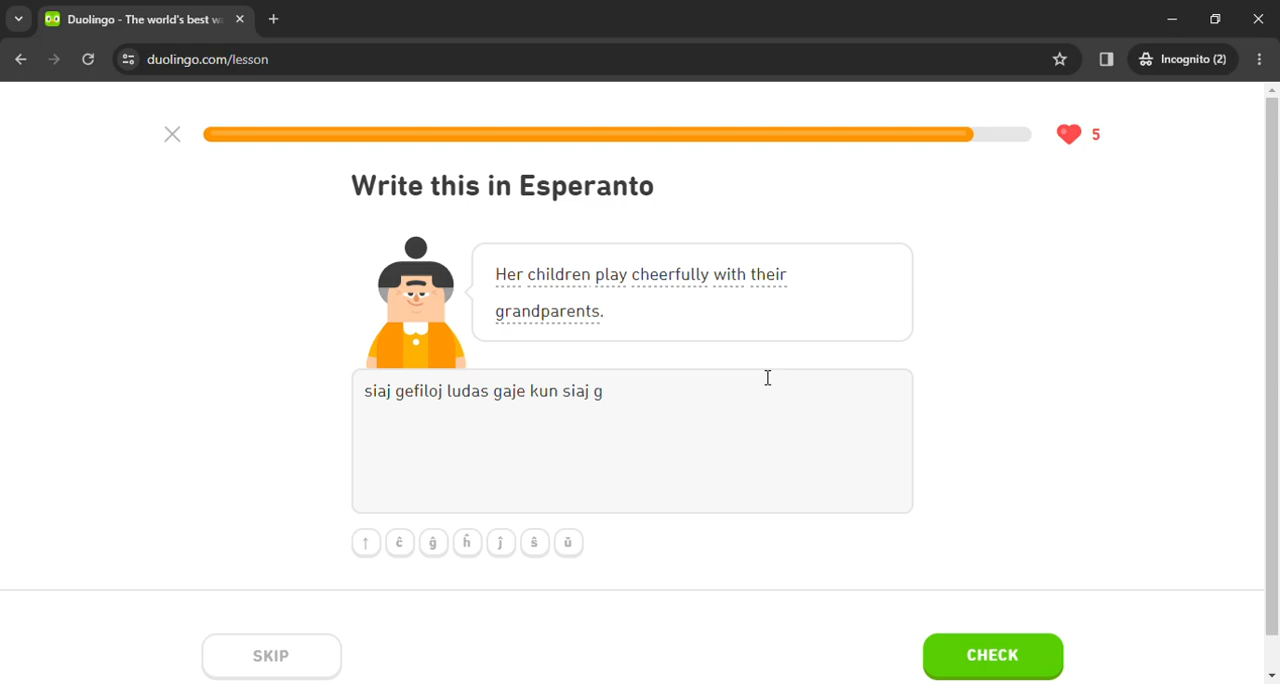 Duolingo - The world's best w
duolingo.com/lesson
Incognito (2)
5
Write this in Esperanto
Her children play cheerfully with their
grandparents.
siaj gefiloj ludas gaje kun siaj g
↑ ĉ ĝ ĥ ĵ ŝ ŭ
SKIP
CHECK